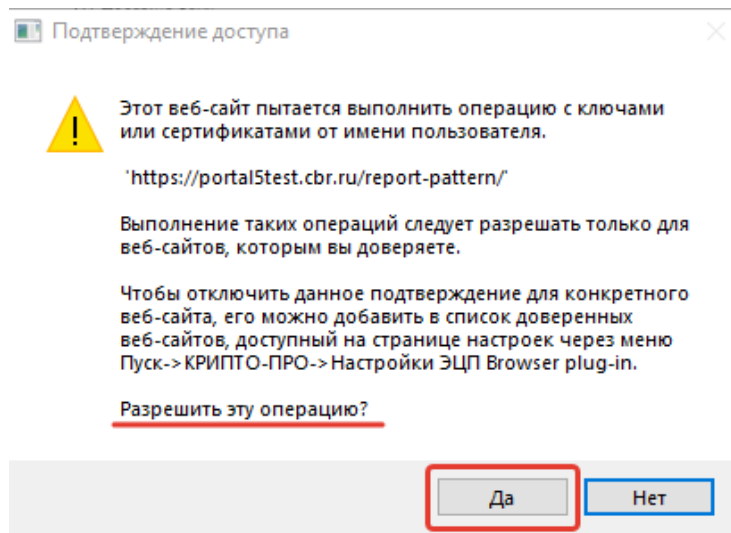 Подтверждение доступа
Этот веб-сайт пытается выполнить операцию с ключами
или сертификатами от имени пользователя.
'https://portal5test.cbr.ru/report-pattern/'
Выполнение таких операций следует разрешать только для
веб-сайтов, которым вы доверяете.
Чтобы отключить данное подтверждение для конкретного
веб-сайта, его можно добавить в список доверенных
веб-сайтов, доступный на странице настроек через меню
Пуск->КРИПТО-ПРО->Настройки ЭЦП Browser plug-in.
Разрешить эту операцию?
Да Нет